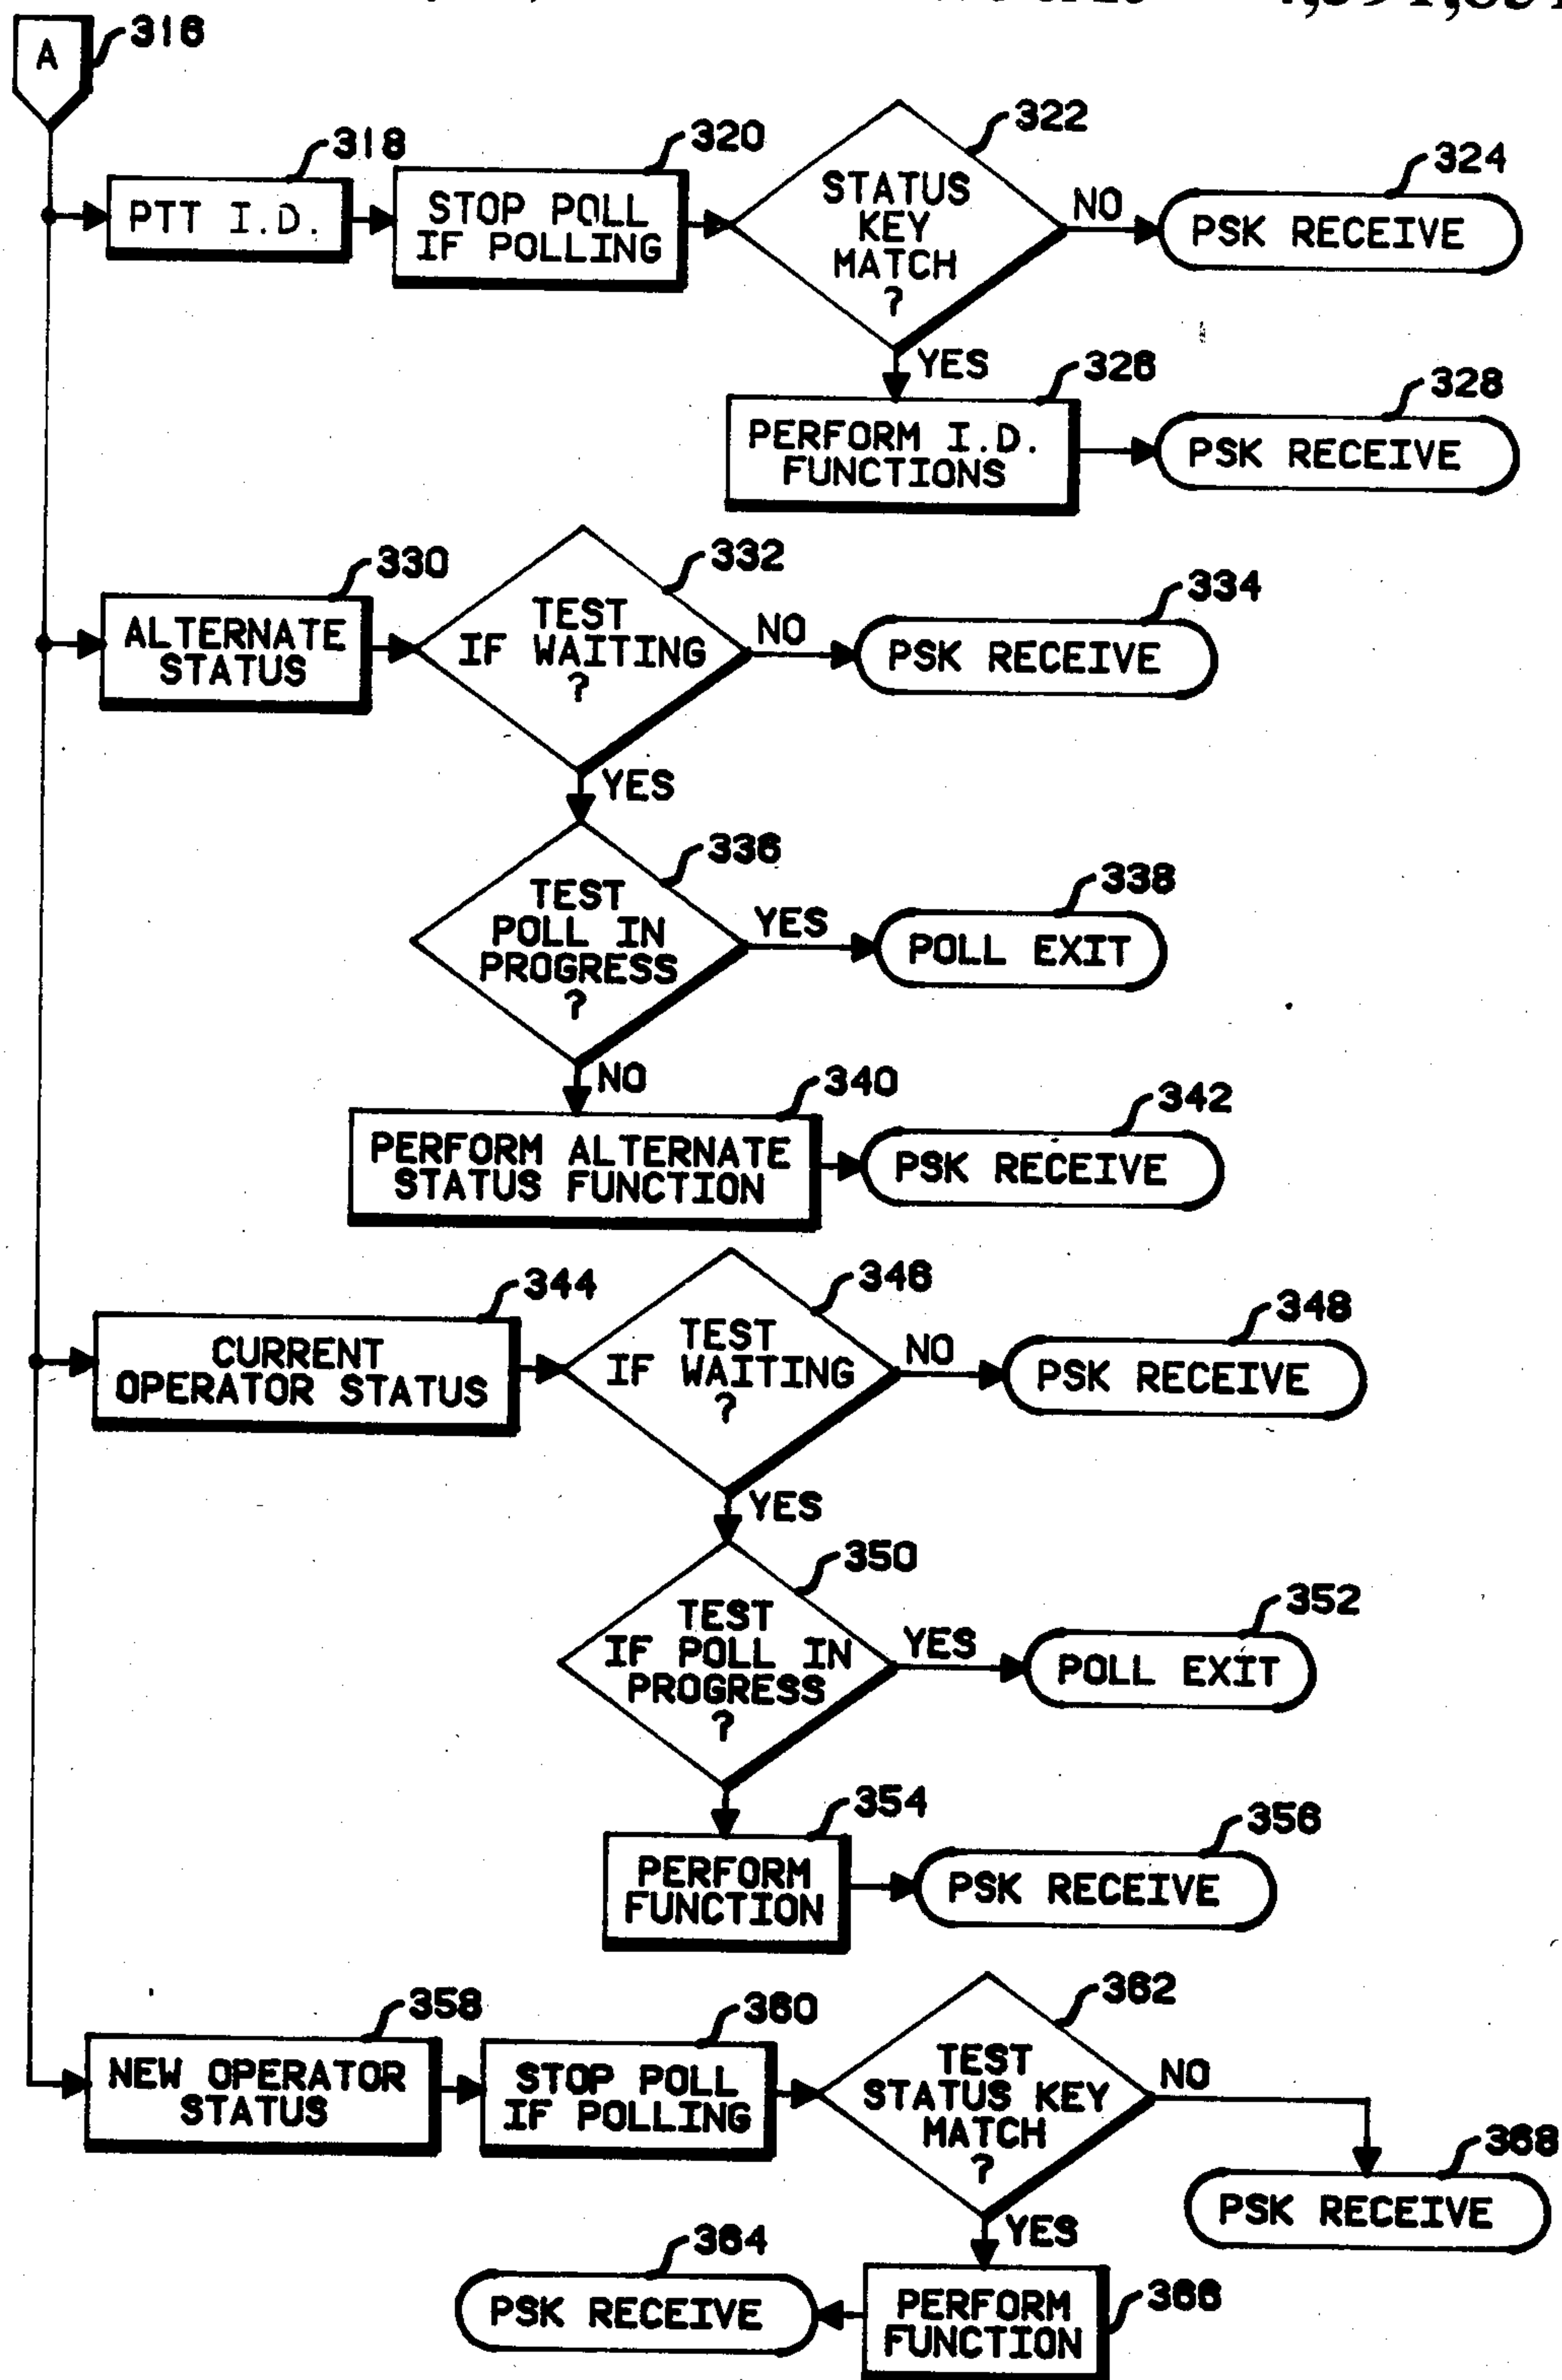 A
316
318
PTT I.D.
320
STOP POLL
IF POLLING
322
STATUS
KEY
MATCH
?
NO
324
PSK RECEIVE
YES
326
PERFORM I.D.
FUNCTIONS
328
PSK RECEIVE
330
ALTERNATE
STATUS
332
TEST
IF WAITING
?
NO
334
PSK RECEIVE
YES
336
TEST
POLL IN
PROGRESS
?
YES
338
POLL EXIT
NO
340
PERFORM ALTERNATE
STATUS FUNCTION
342
PSK RECEIVE
344
CURRENT
OPERATOR STATUS
346
TEST
IF WAITING
?
NO
348
PSK RECEIVE
YES
350
TEST
IF POLL IN
PROGRESS
?
YES
352
POLL EXIT
354
PERFORM
FUNCTION
356
PSK RECEIVE
358
NEW OPERATOR
STATUS
360
STOP POLL
IF POLLING
362
TEST
STATUS KEY
MATCH
?
NO
368
PSK RECEIVE
YES
364
PSK RECEIVE
366
PERFORM
FUNCTION